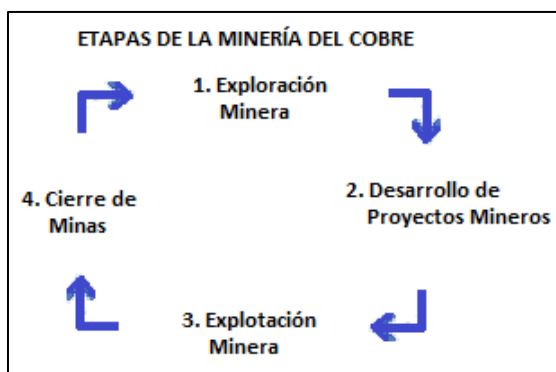 ETAPAS DE LA MINERÍA DEL COBRE
1. Exploración
Minera
2. Desarrollo de
Proyectos Mineros
3. Explotación
Minera
4. Cierre de
Minas